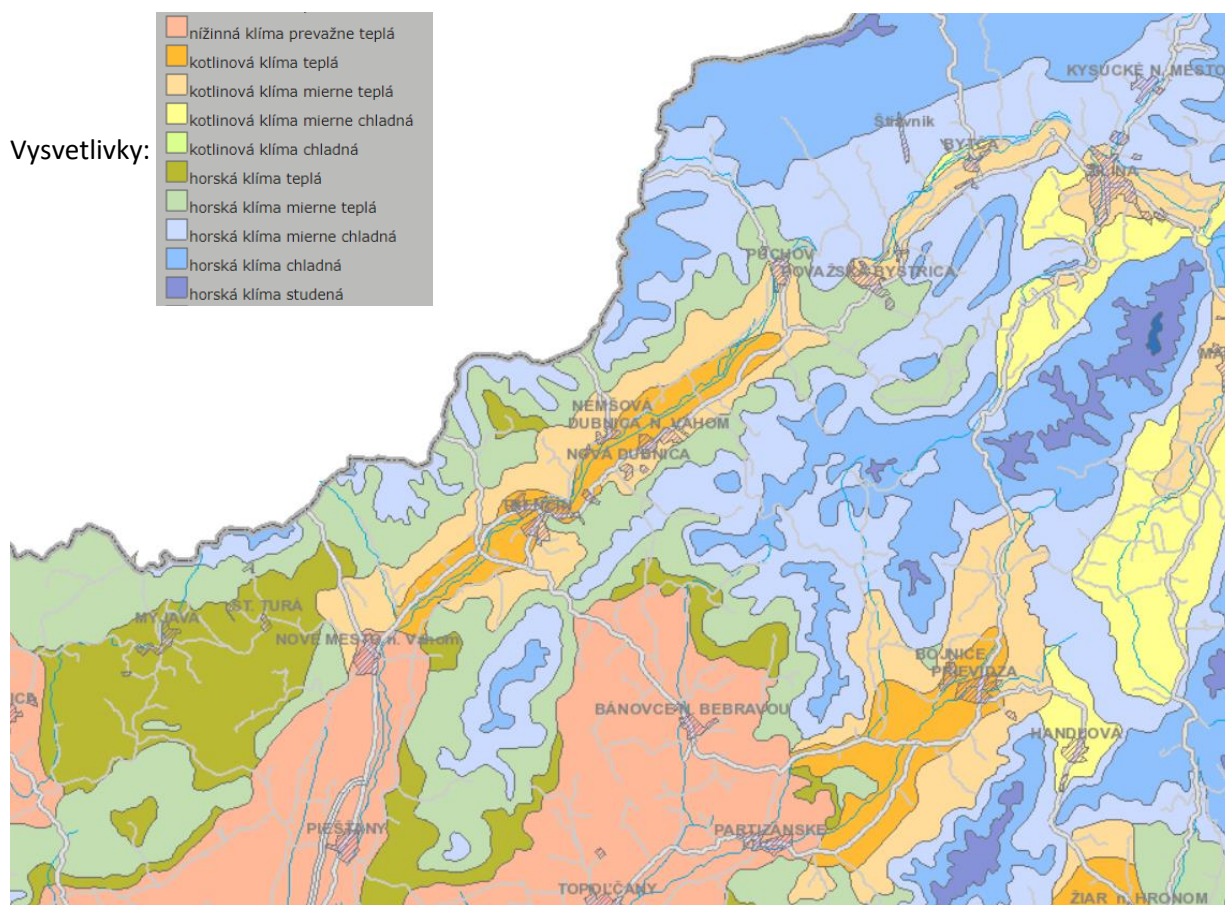 nížinná klíma prevažne teplá
kotlinová klíma teplá
kotlinová klíma mierne teplá
kotlinová klíma mierne chladná
Vysvetlivky:
kotlinová klíma chladná
horská klíma teplá
horská klíma mierne teplá
horská klíma mierne chladná
horská klíma chladná
horská klíma studená
KYSUCKÉ N. MESTO
Štiavnik
BYTČA
ŽILINA
PÚCHOV
POVAŽSKÁ BYSTRICA
NEMŠOVÁ
DUBNICA N. VÁHOM
NOVÁ DUBNICA
TRENČÍN
ST. TURÁ
MYJAVA
NOVÉ MESTO n. Váhom
BOJNICE
PRIEVIDZA
BÁNOVCE N. BEBRAVOU
HANDLOVÁ
PIEŠŤANY
PARTIZÁNSKE
TOPOĽČANY
ŽIAR n. HRONOM